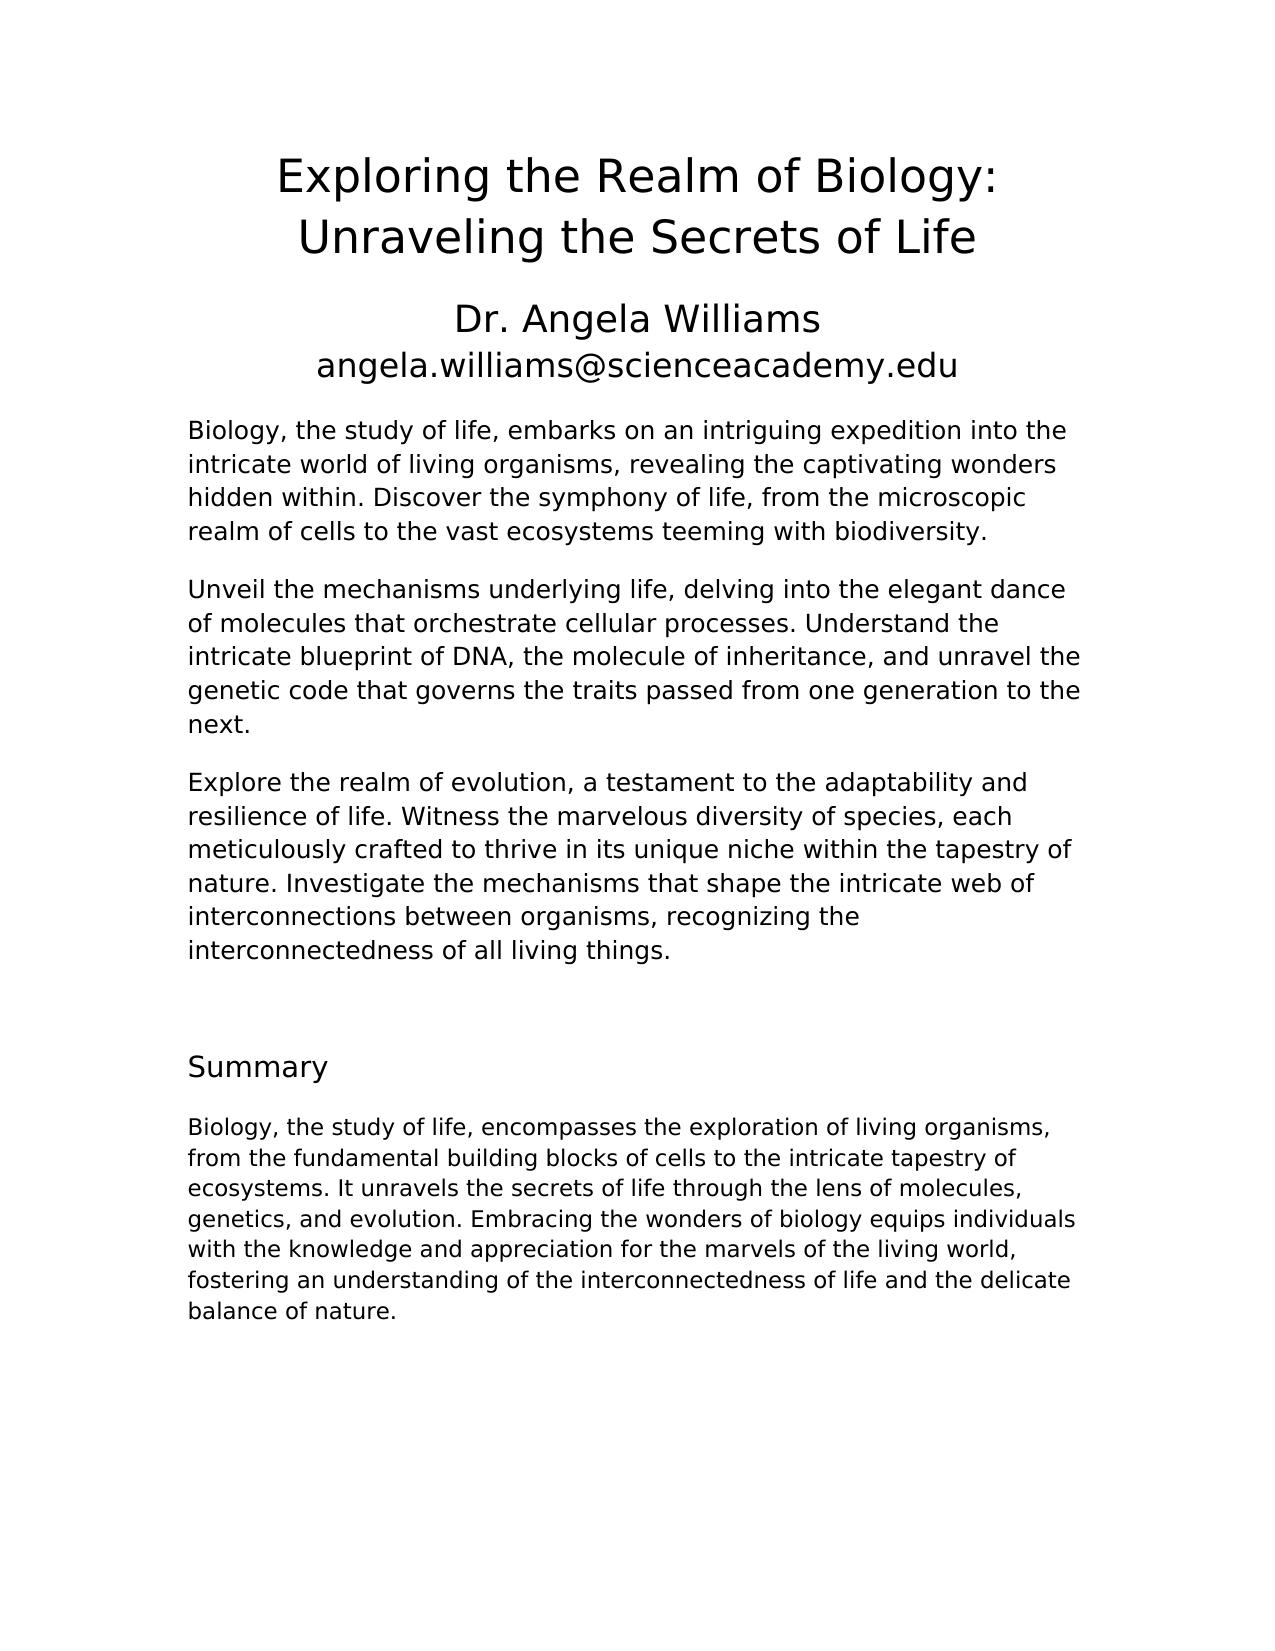 Exploring the Realm of Biology:
Unraveling the Secrets of Life
Dr. Angela Williams
angela.williams@scienceacademy.edu
Biology, the study of life, embarks on an intriguing expedition into the
intricate world of living organisms, revealing the captivating wonders
hidden within. Discover the symphony of life, from the microscopic
realm of cells to the vast ecosystems teeming with biodiversity.
Unveil the mechanisms underlying life, delving into the elegant dance
of molecules that orchestrate cellular processes. Understand the
intricate blueprint of DNA, the molecule of inheritance, and unravel the
genetic code that governs the traits passed from one generation to the
next.
Explore the realm of evolution, a testament to the adaptability and
resilience of life. Witness the marvelous diversity of species, each
meticulously crafted to thrive in its unique niche within the tapestry of
nature. Investigate the mechanisms that shape the intricate web of
interconnections between organisms, recognizing the
interconnectedness of all living things.
Summary
Biology, the study of life, encompasses the exploration of living organisms,
from the fundamental building blocks of cells to the intricate tapestry of
ecosystems. It unravels the secrets of life through the lens of molecules,
genetics, and evolution. Embracing the wonders of biology equips individuals
with the knowledge and appreciation for the marvels of the living world,
fostering an understanding of the interconnectedness of life and the delicate
balance of nature.